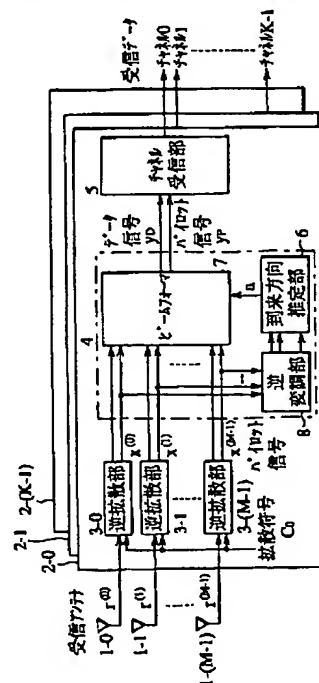 受信データ
チャネル0
チャネル1
チャネルK-1
2-(K-1)
2-1
2-0
受信アンテナ
1-0
r(0)
1-1
r(1)
1-(M-1)
r(M-1)
3-0
逆拡散部
3-1
逆拡散部
3-(M-1)
逆拡散部
拡散符号
C0
x(0)
x(1)
x(M-1)
パイロット
信号
4
ビームフォーマ
7
データ
信号
yD
パイロット
信号
yP
5
チャネル
受信部
逆
変調部
8
到来方向
推定部
6
n